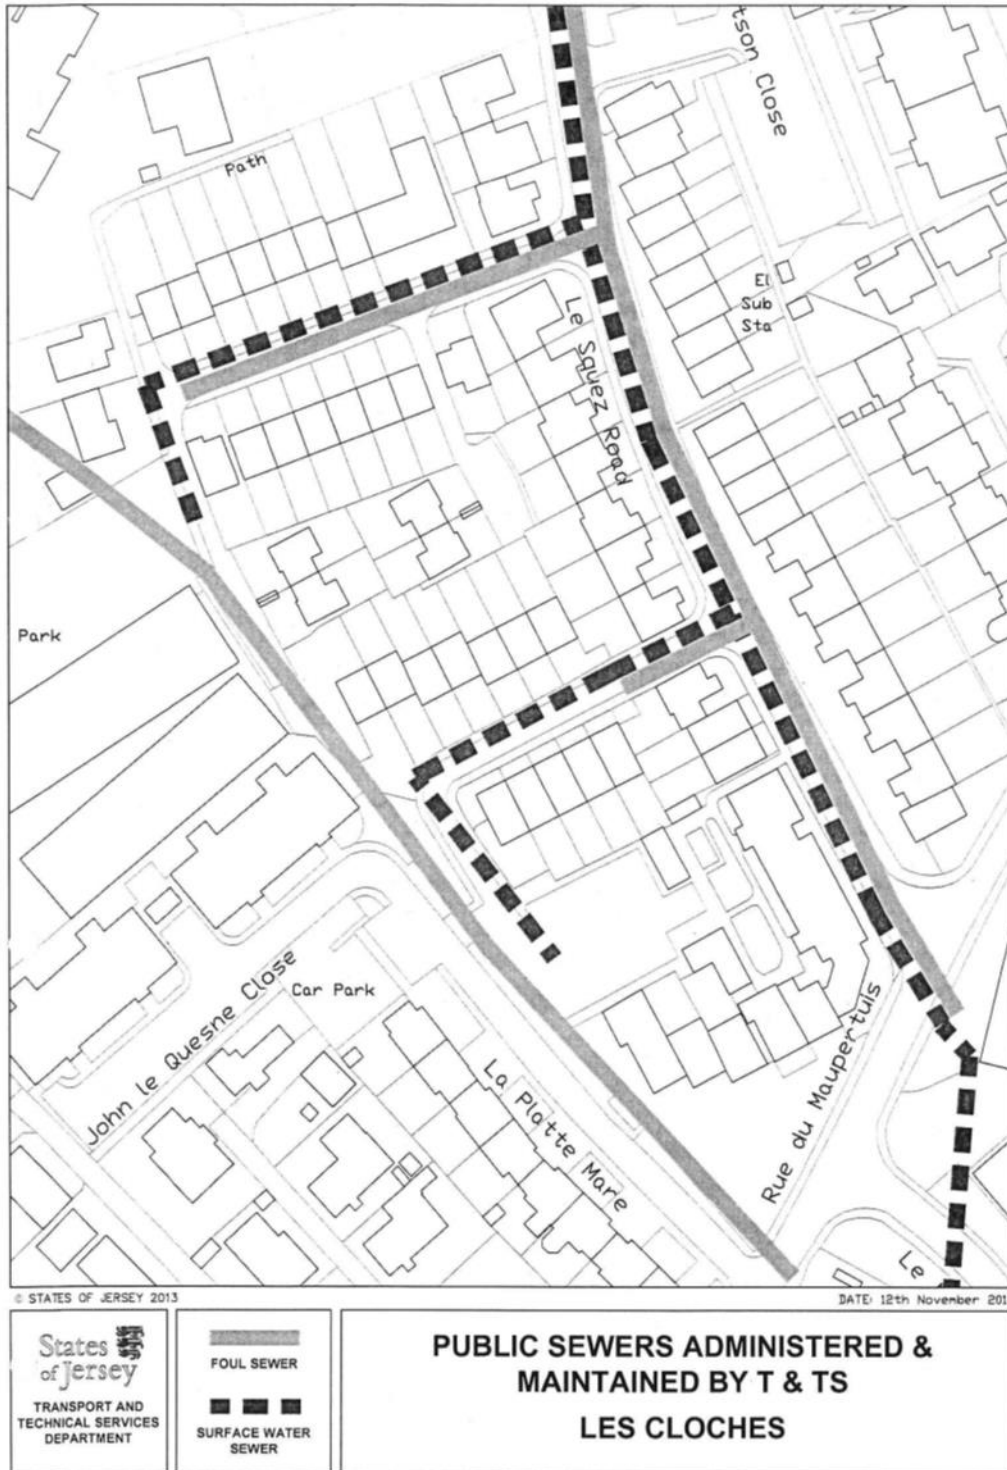 tson Close
Path
El
Sub
Sta
Le Squez Road
Park
John le Quesne Close
Car Park
La Platte Mare
Rue du Maupertuis
Le
© STATES OF JERSEY 2013
DATE: 12th November 201
States
of Jersey
TRANSPORT AND
TECHNICAL SERVICES
DEPARTMENT
FOUL SEWER
SURFACE WATER
SEWER
PUBLIC SEWERS ADMINISTERED &
MAINTAINED BY T & TS
LES CLOCHES